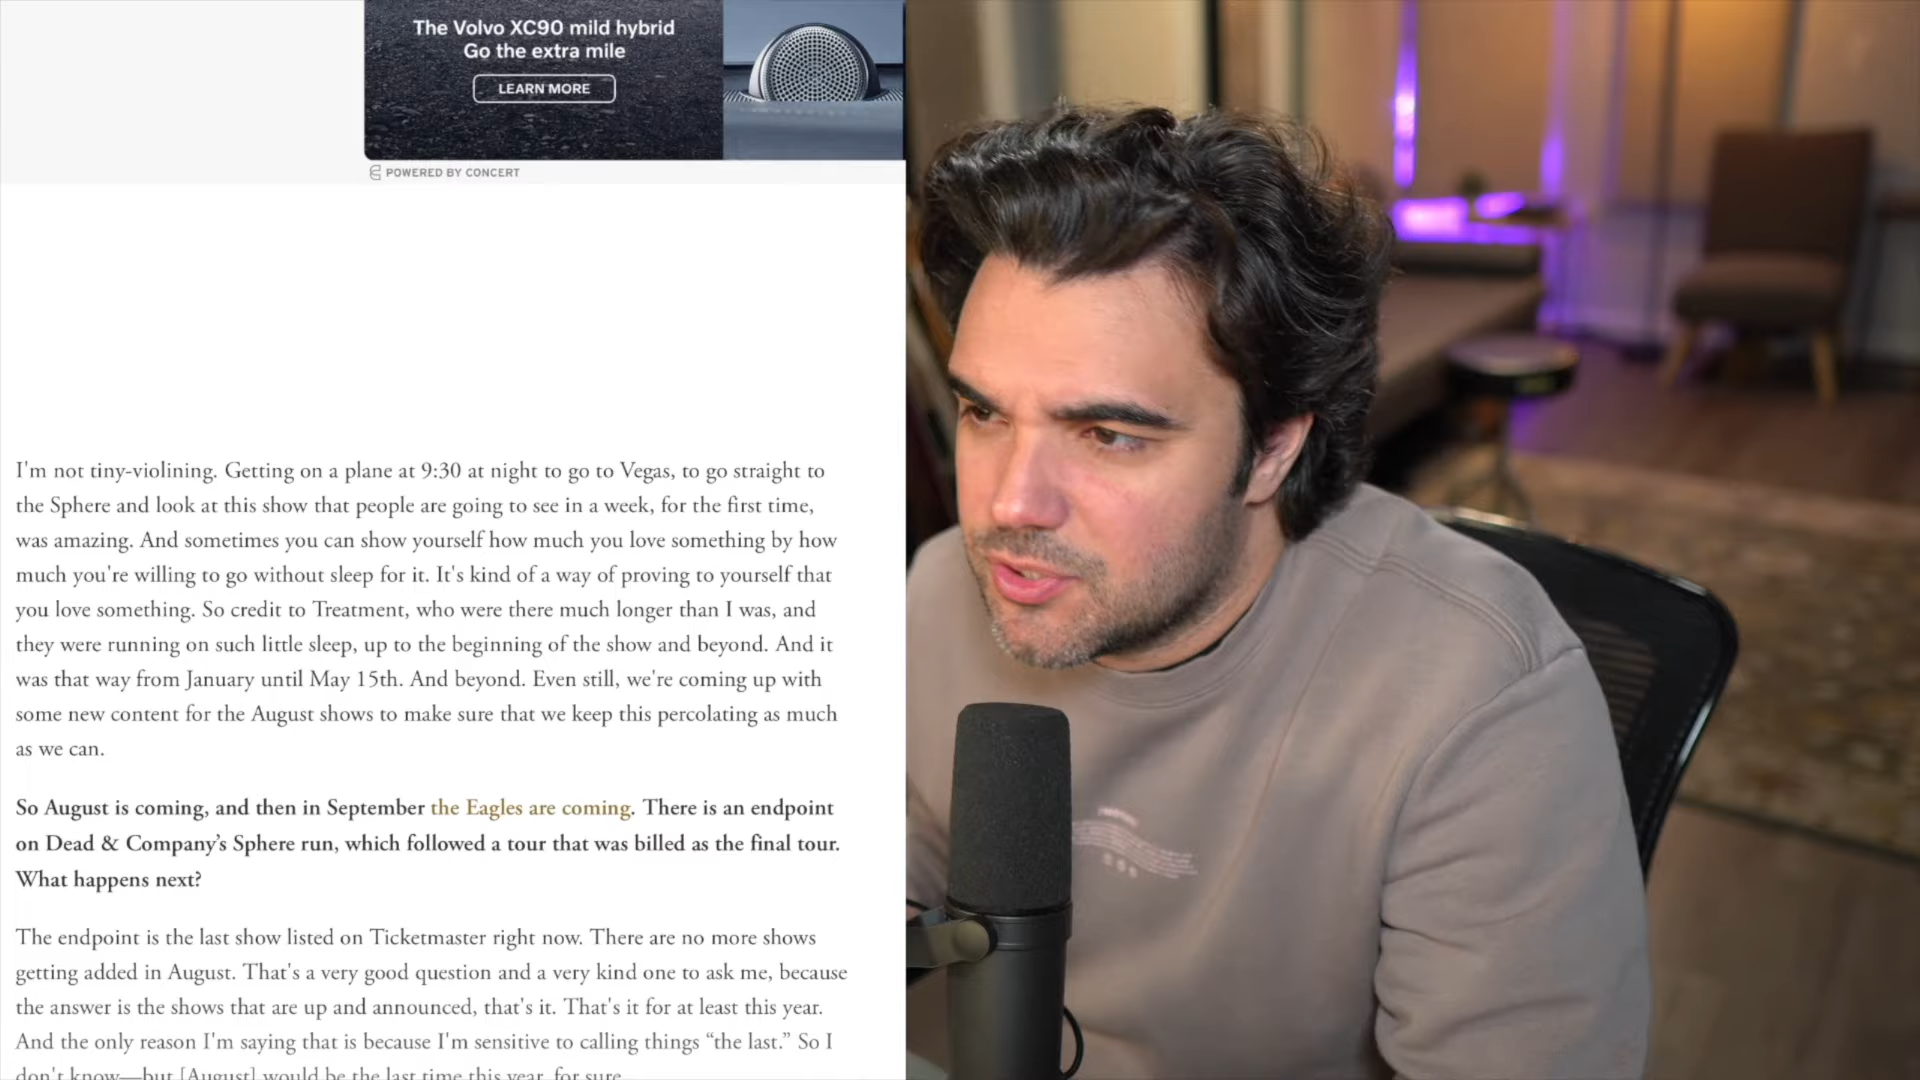 The Volvo XC90 mild hybrid
Go the extra mile
LEARN MORE
POWERED BY CONCERT
I'm not tiny-violining. Getting on a plane at 9:30 at night to go to Vegas, to go straight to
the Sphere and look at this show that people are going to see in a week, for the first time,
was amazing. And sometimes you can show yourself how much you love something by how
much you're willing to go without sleep for it. It's kind of a way of proving to yourself that
you love something. So credit to Treatment, who were there much longer than I was, and
they were running on such little sleep, up to the beginning of the show and beyond. And it
was that way from January until May 15th. And beyond. Even still, we're coming up with
some new content for the August shows to make sure that we keep this percolating as much
as we can.
So August is coming, and then in September the Eagles are coming. There is an endpoint
on Dead & Company’s Sphere run, which followed a tour that was billed as the final tour.
What happens next?
The endpoint is the last show listed on Ticketmaster right now. There are no more shows
getting added in August. That's a very good question and a very kind one to ask me, because
the answer is the shows that are up and announced, that's it. That's it for at least this year.
And the only reason I'm saying that is because I'm sensitive to calling things “the last.” So I
don't know—but [August] would be the last time this year, for sure.